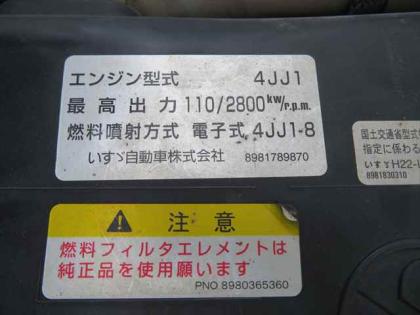 エンジン型式 4JJ1
最高出力 110/2800 kw/r.p.m.
燃料噴射方式 電子式 4JJ1-8
いすゞ自動車株式会社 8981789870
国土交通省型式
指定に係わる
いすゞH22-
8981830310
⚠ 注意
燃料フィルタエレメントは
純正品を使用願います
PNO 8980365360